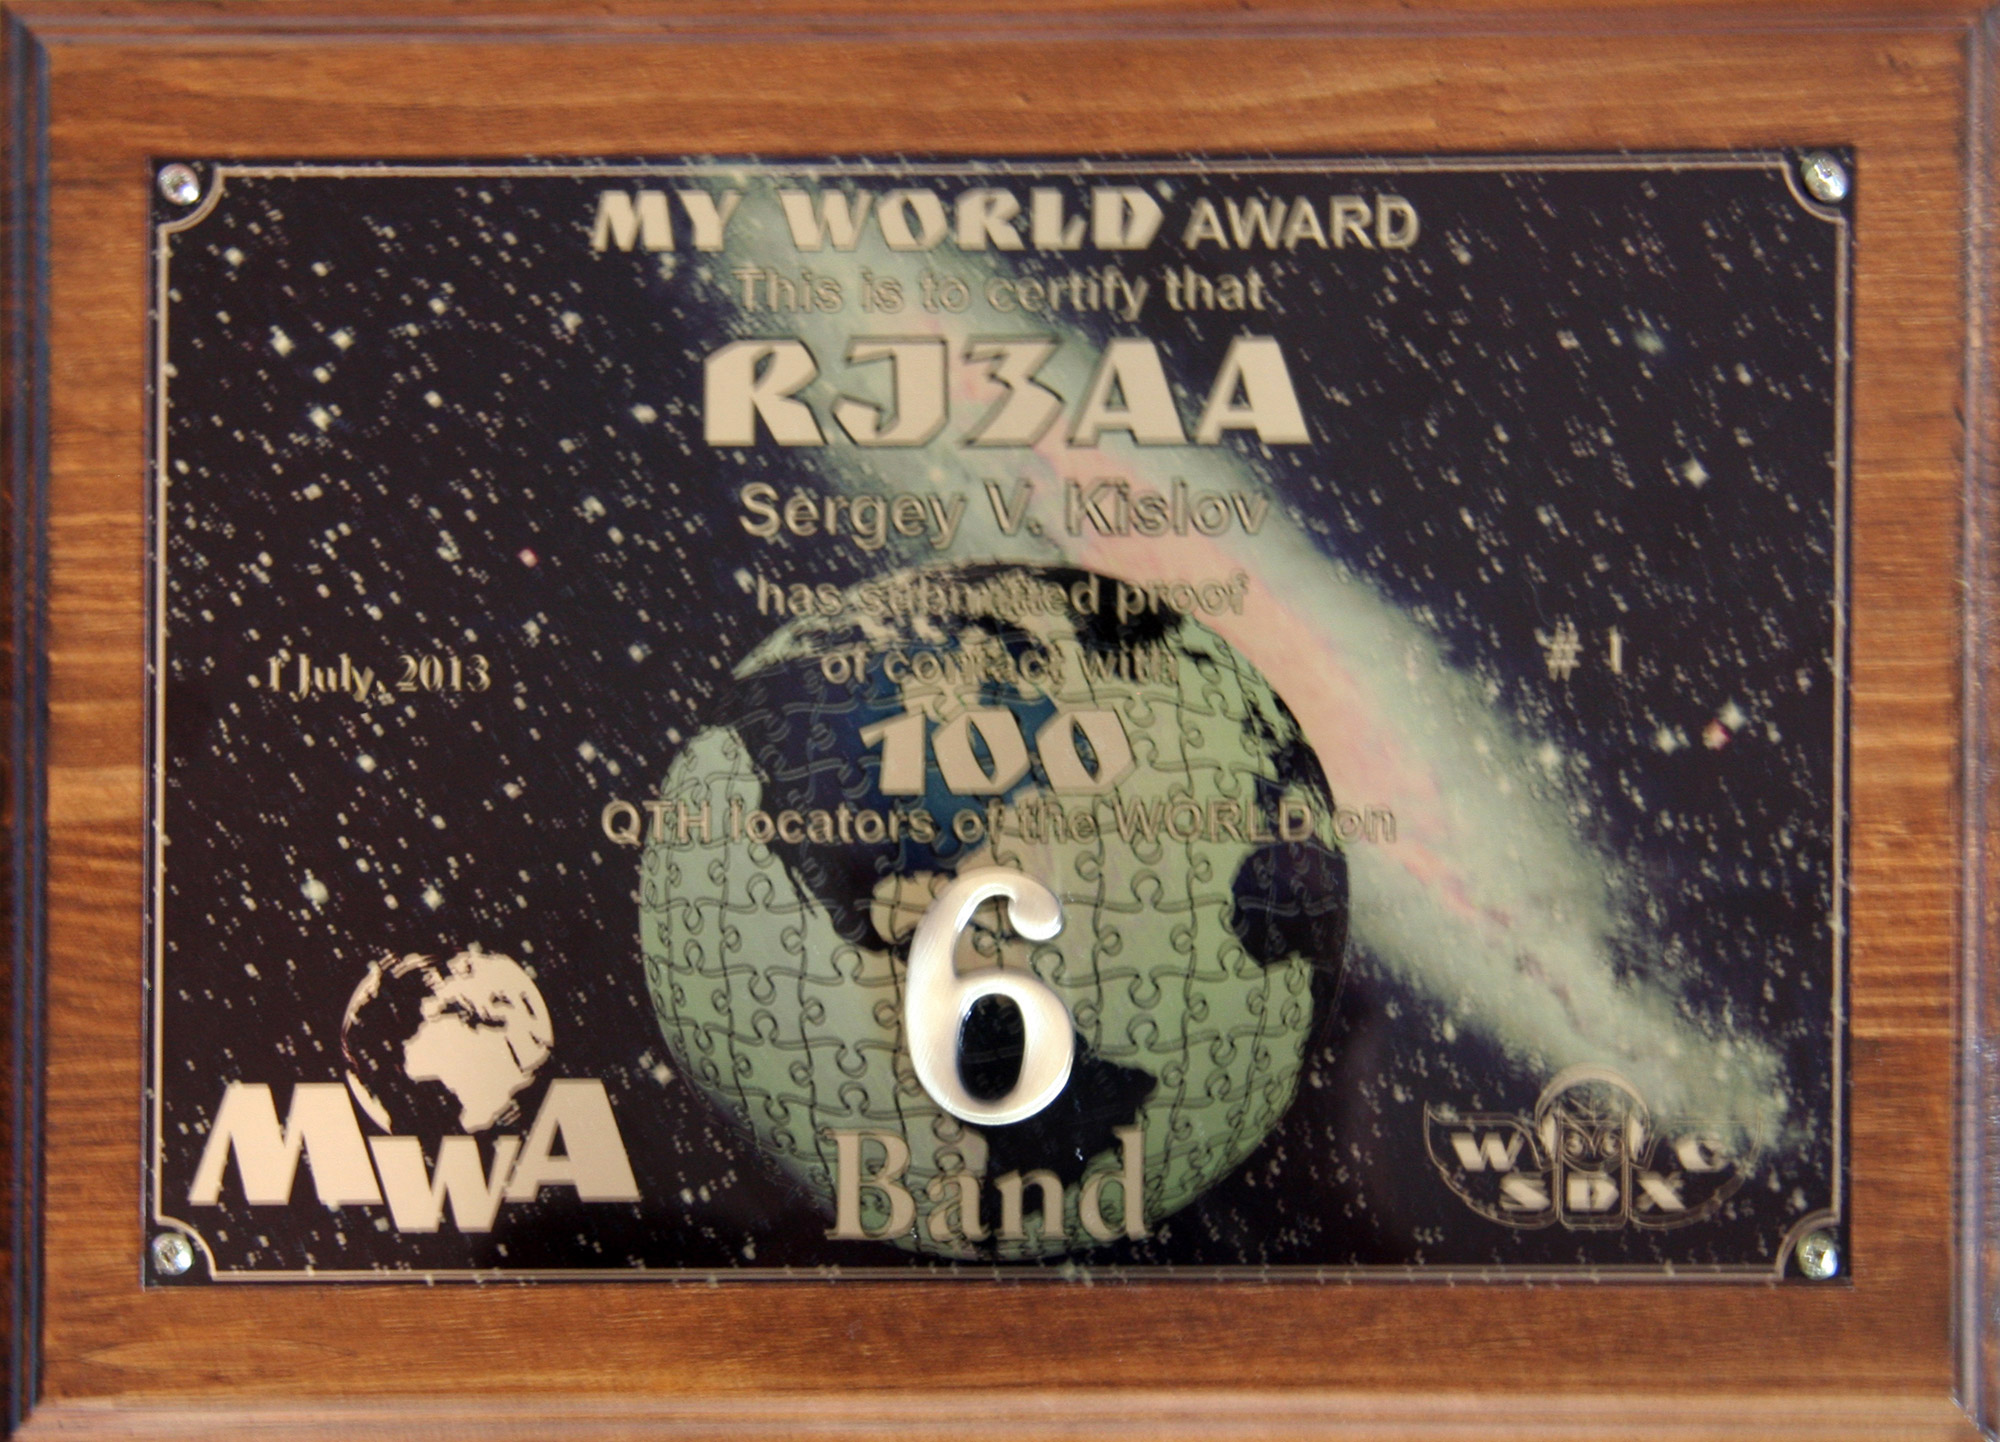 MY WORLD AWARD
This is to certify that
RJ3AA
Sergey V. Kislov
has submitted proof
of contact with
1 July, 2013
# 1
100
QTH locators of the WORLD on
6
Band
MWA
W C
SDX